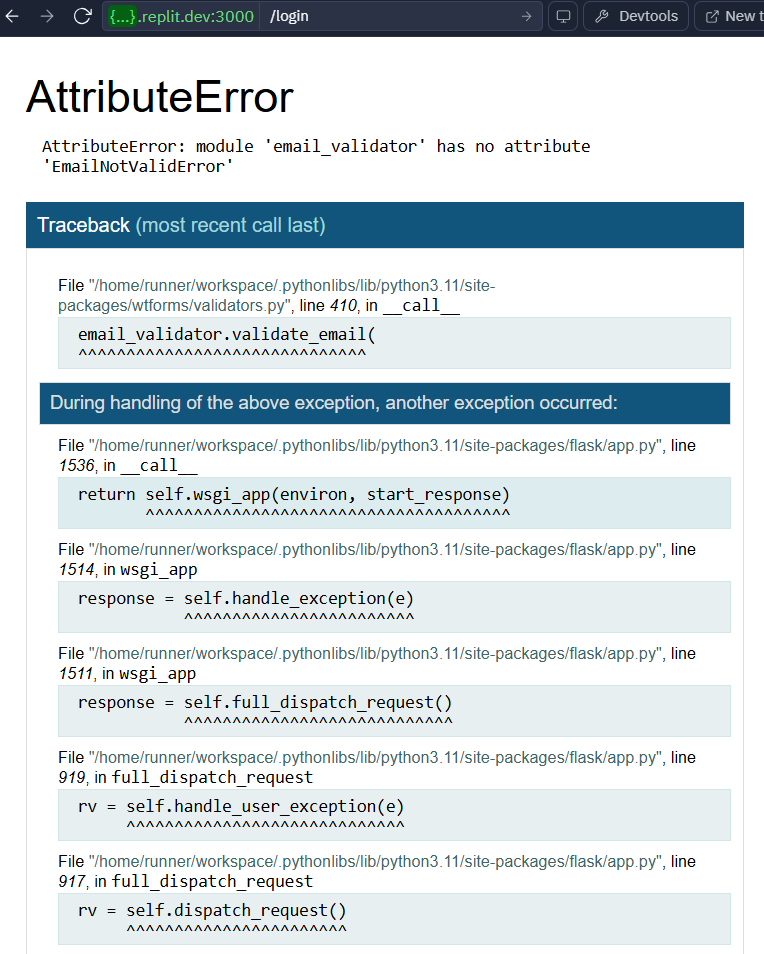 {...}.replit.dev:3000 /login Devtools New t
AttributeError
AttributeError: module 'email_validator' has no attribute
'EmailNotValidError'
Traceback (most recent call last)
File "/home/runner/workspace/.pythonlibs/lib/python3.11/site-
packages/wtforms/validators.py", line 410, in __call__
email_validator.validate_email(
^^^^^^^^^^^^^^^^^^^^^^^^^^^^^^
During handling of the above exception, another exception occurred:
File "/home/runner/workspace/.pythonlibs/lib/python3.11/site-packages/flask/app.py", line
1536, in __call__
return self.wsgi_app(environ, start_response)
^^^^^^^^^^^^^^^^^^^^^^^^^^^^^^^^^^^^^^
File "/home/runner/workspace/.pythonlibs/lib/python3.11/site-packages/flask/app.py", line
1514, in wsgi_app
response = self.handle_exception(e)
^^^^^^^^^^^^^^^^^^^^^^^^
File "/home/runner/workspace/.pythonlibs/lib/python3.11/site-packages/flask/app.py", line
1511, in wsgi_app
response = self.full_dispatch_request()
^^^^^^^^^^^^^^^^^^^^^^^^^^^^
File "/home/runner/workspace/.pythonlibs/lib/python3.11/site-packages/flask/app.py", line
919, in full_dispatch_request
rv = self.handle_user_exception(e)
^^^^^^^^^^^^^^^^^^^^^^^^^^^^^
File "/home/runner/workspace/.pythonlibs/lib/python3.11/site-packages/flask/app.py", line
917, in full_dispatch_request
rv = self.dispatch_request()
^^^^^^^^^^^^^^^^^^^^^^^